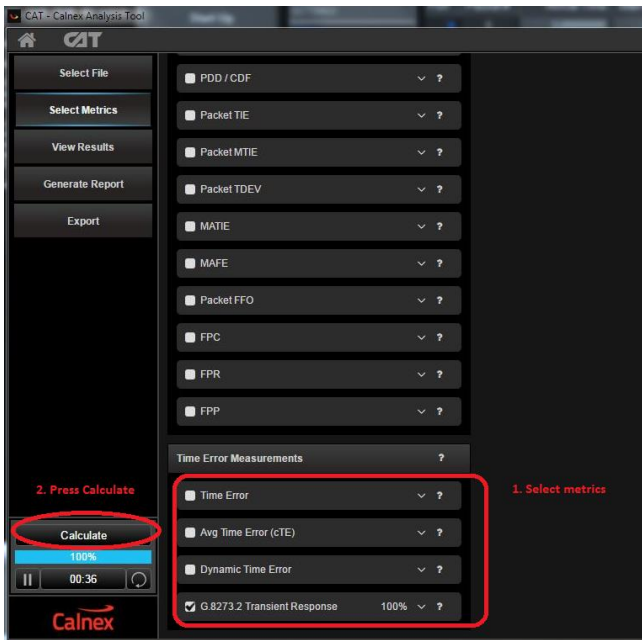 CAT - Calnex Analysis Tool
CAT
Select File
Select Metrics
View Results
Generate Report
Export
PDD / CDF ?
Packet TIE ?
Packet MTIE ?
Packet TDEV ?
MATIE ?
MAFE ?
Packet FFO ?
FPC ?
FPR ?
FPP ?
Time Error Measurements ?
Time Error ?
Avg Time Error (cTE) ?
Dynamic Time Error ?
G.8273.2 Transient Response 100% ?
1. Select metrics
2. Press Calculate
Calculate
100%
00:36
Calnex